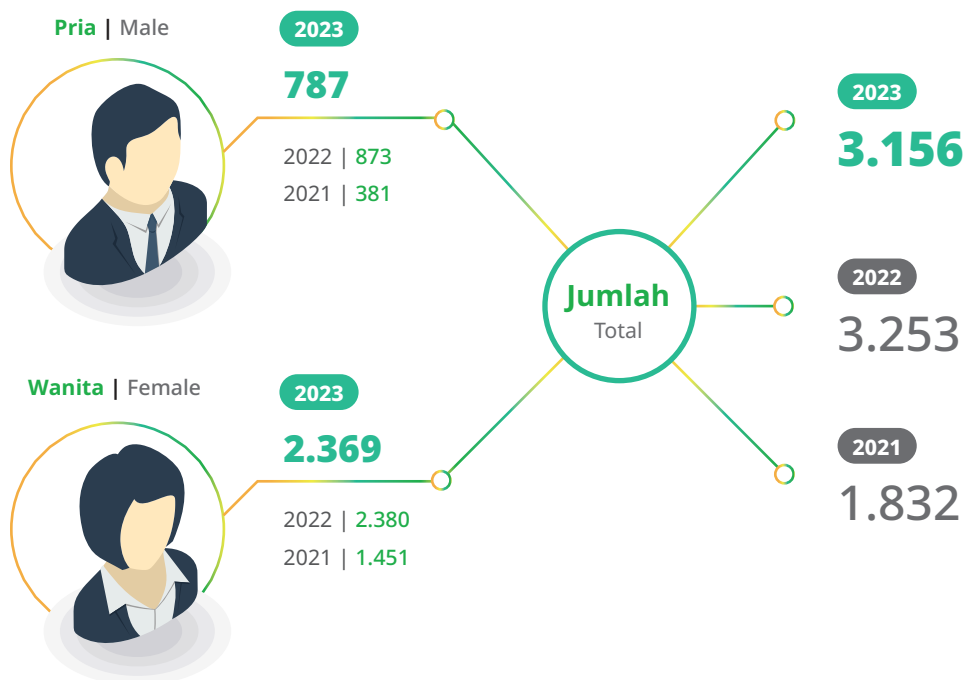 Pria | Male
2023
787
2022 | 873
2021 | 381
Wanita | Female
2023
2.369
2022 | 2.380
2021 | 1.451
Jumlah
Total
2023
3.156
2022
3.253
2021
1.832